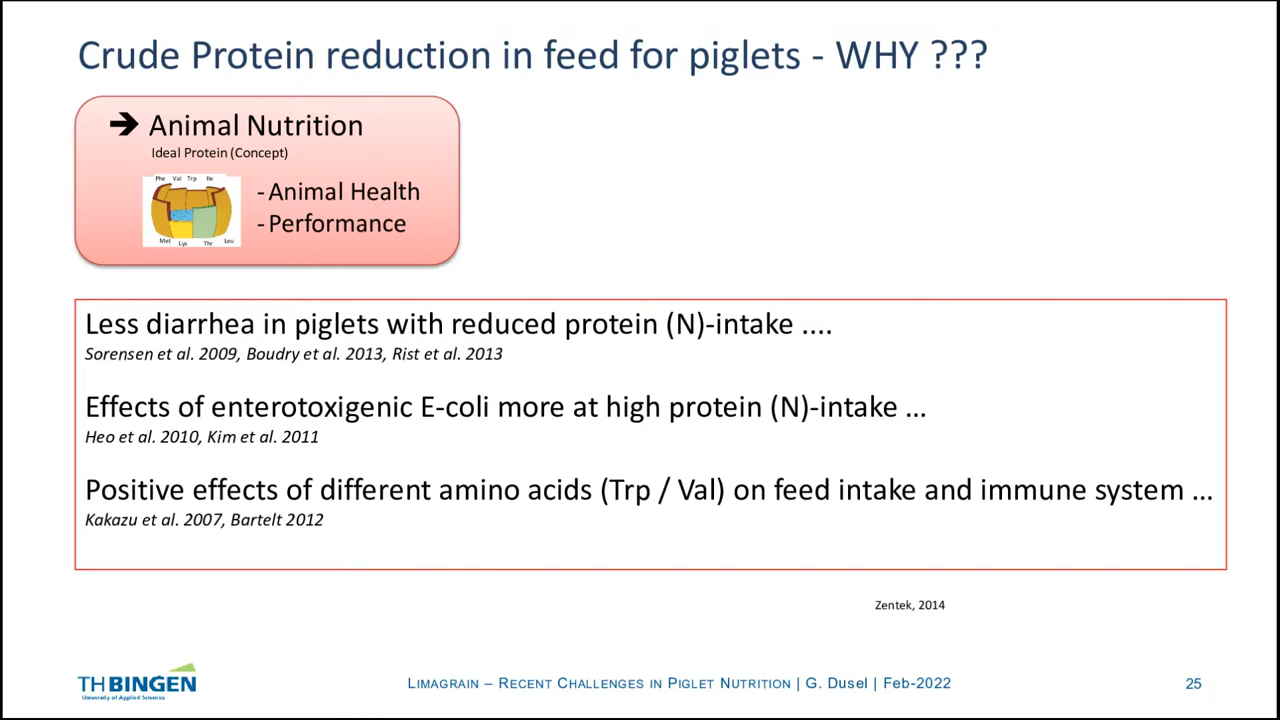 Crude Protein reduction in feed for piglets - WHY ???
➔ Animal Nutrition
Ideal Protein (Concept)
Phe Val Trp Ile
Met Lys Thr Leu
- Animal Health
- Performance
Less diarrhea in piglets with reduced protein (N)-intake ....
Sorensen et al. 2009, Boudry et al. 2013, Rist et al. 2013
Effects of enterotoxigenic E-coli more at high protein (N)-intake ...
Heo et al. 2010, Kim et al. 2011
Positive effects of different amino acids (Trp / Val) on feed intake and immune system ...
Kakazu et al. 2007, Bartelt 2012
Zentek, 2014
TH BINGEN
University of Applied Sciences
LIMAGRAIN – RECENT CHALLENGES IN PIGLET NUTRITION | G. Dusel | Feb-2022
25